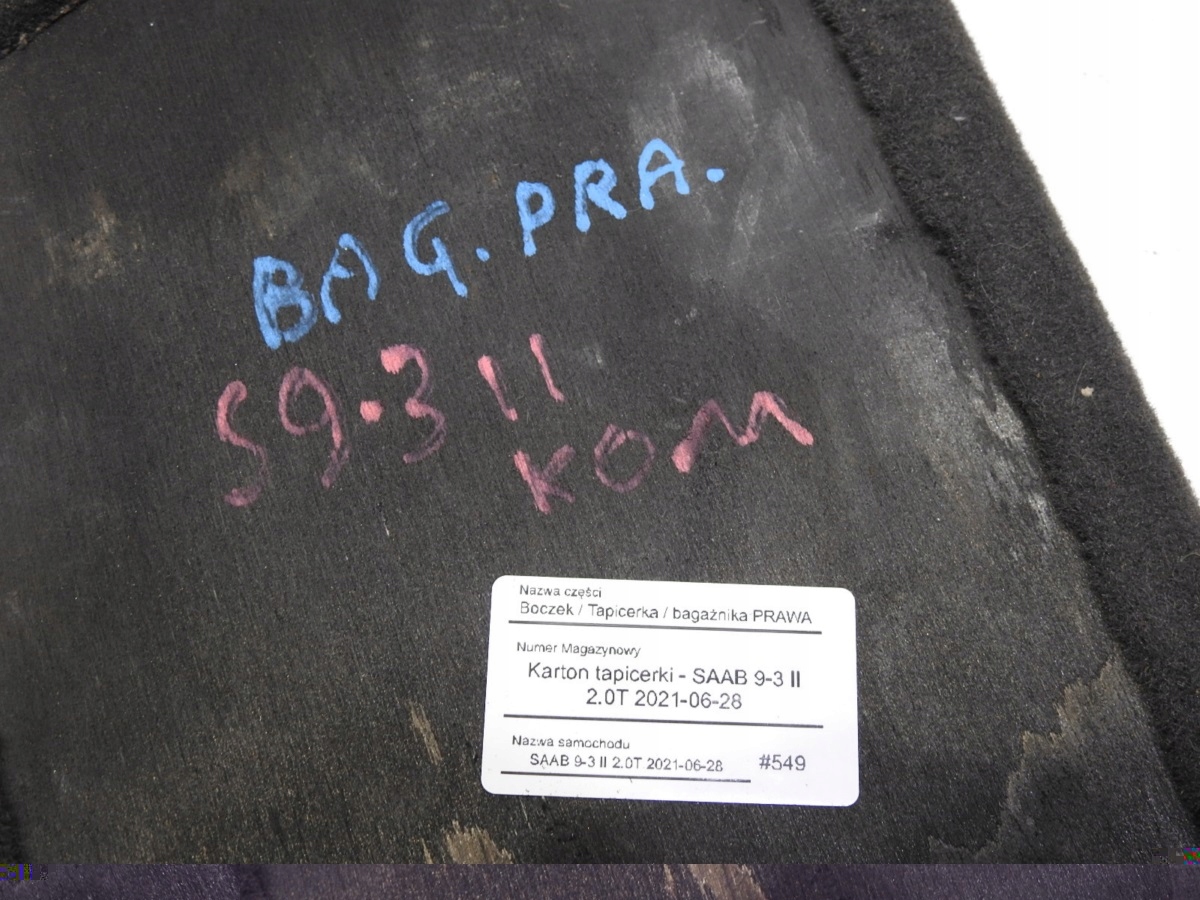 BAG. PRA.
S9·3 II
KOM
Nazwa części
Boczek / Tapicerka / bagażnika PRAWA
Numer Magazynowy
Karton tapicerki - SAAB 9-3 II
2.0T 2021-06-28
Nazwa samochodu
SAAB 9-3 II 2.0T 2021-06-28 #549